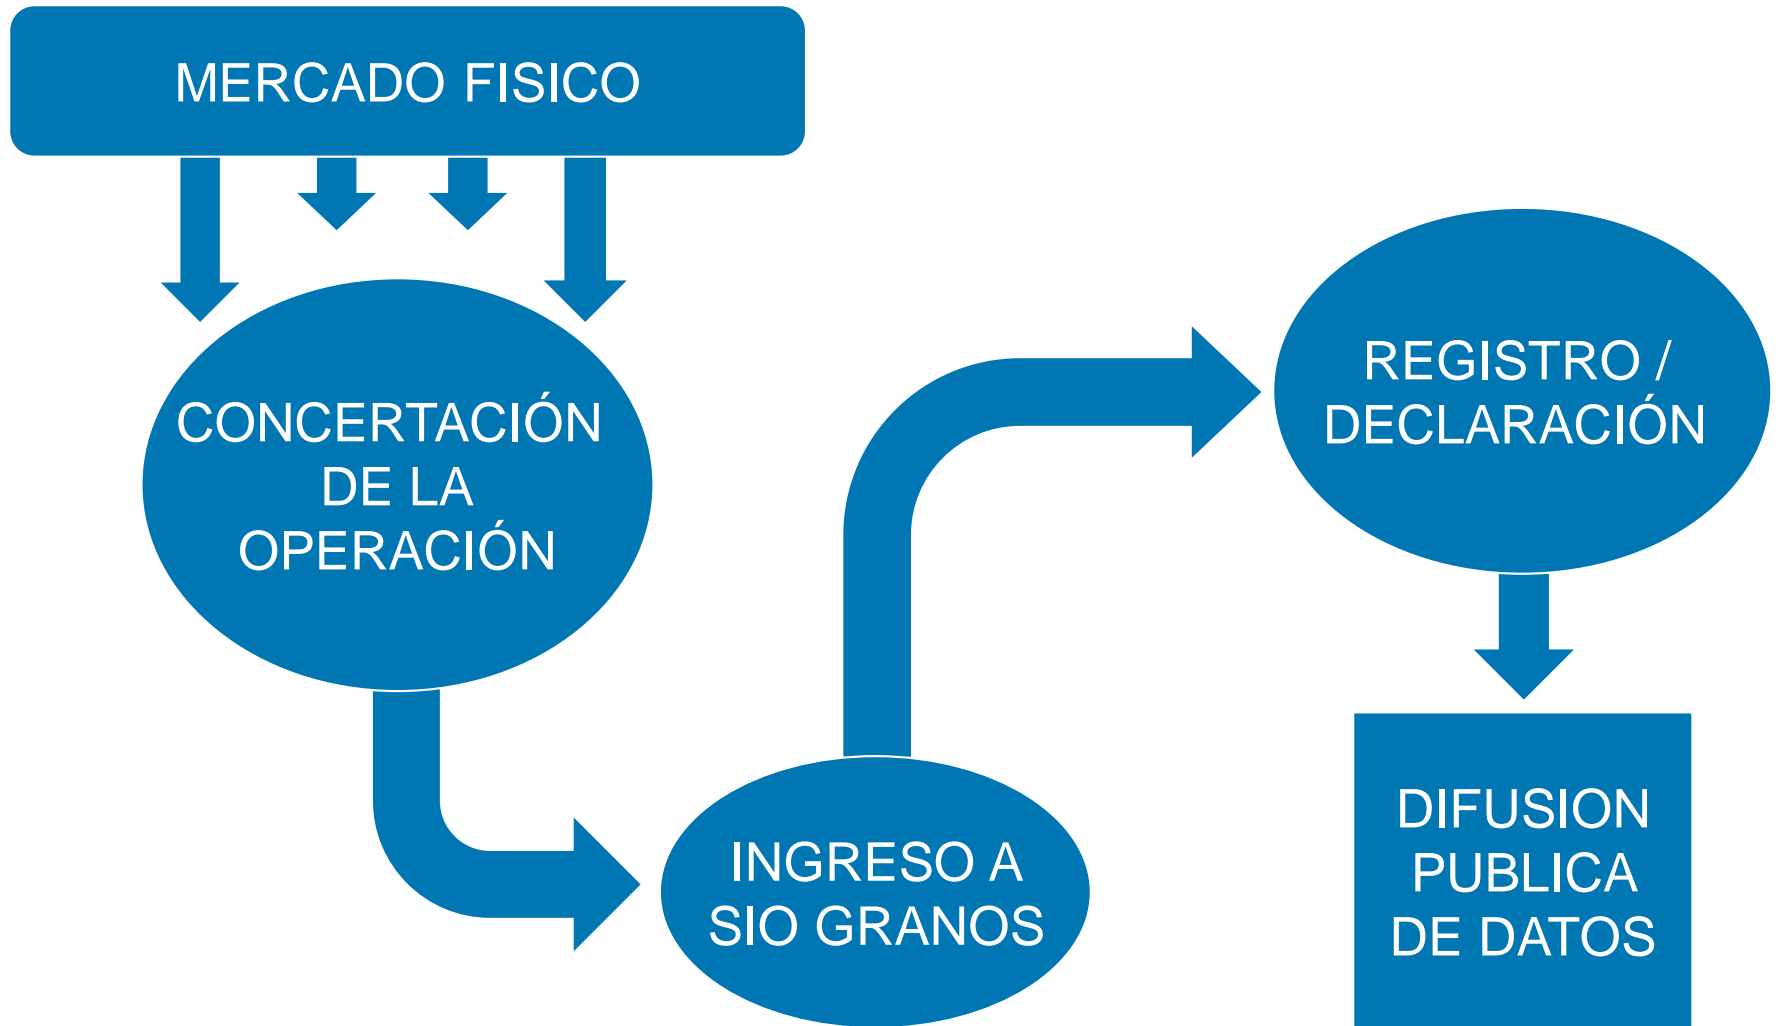 MERCADO FISICO
CONCERTACIÓN
DE LA
OPERACIÓN
INGRESO A
SIO GRANOS
REGISTRO /
DECLARACIÓN
DIFUSION
PUBLICA
DE DATOS